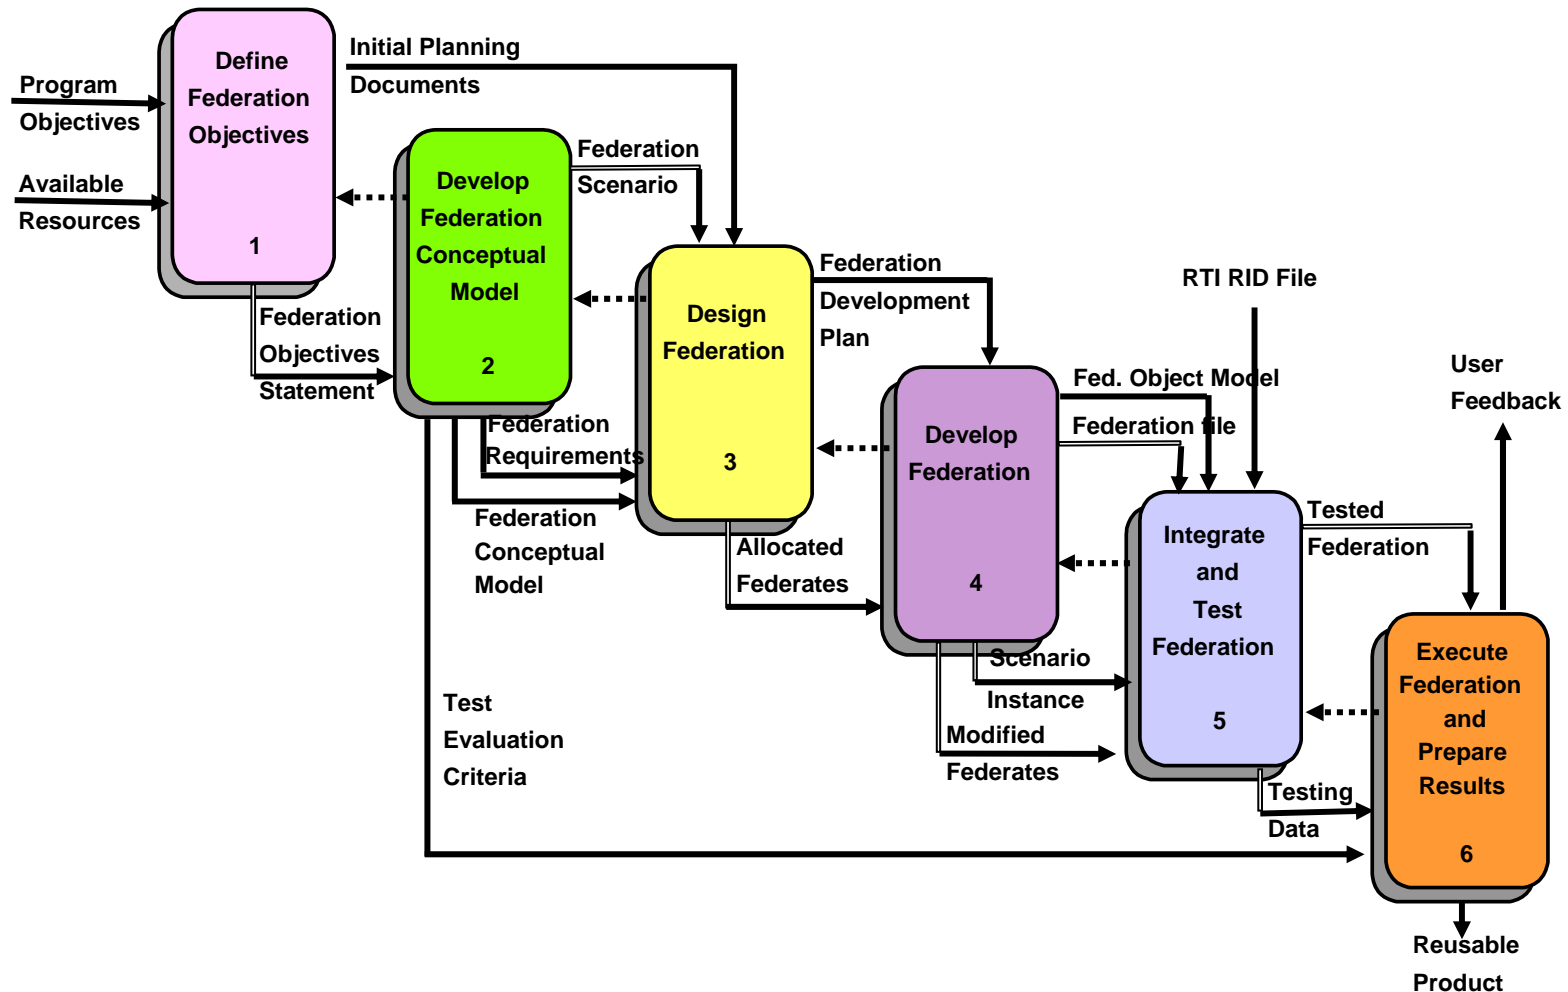 Program
Objectives
Available
Resources
Define
Federation
Objectives
1
Initial Planning
Documents
Federation
Objectives
Statement
Develop
Federation
Conceptual
Model
2
Federation
Scenario
Federation
Requirements
Federation
Conceptual
Model
Test
Evaluation
Criteria
Design
Federation
3
Federation
Development
Plan
Allocated
Federates
Develop
Federation
4
Fed. Object Model
Federation file
Scenario
Instance
Modified
Federates
RTI RID File
Integrate
and
Test
Federation
5
Tested
Federation
Testing
Data
User
Feedback
Execute
Federation
and
Prepare
Results
6
Reusable
Product